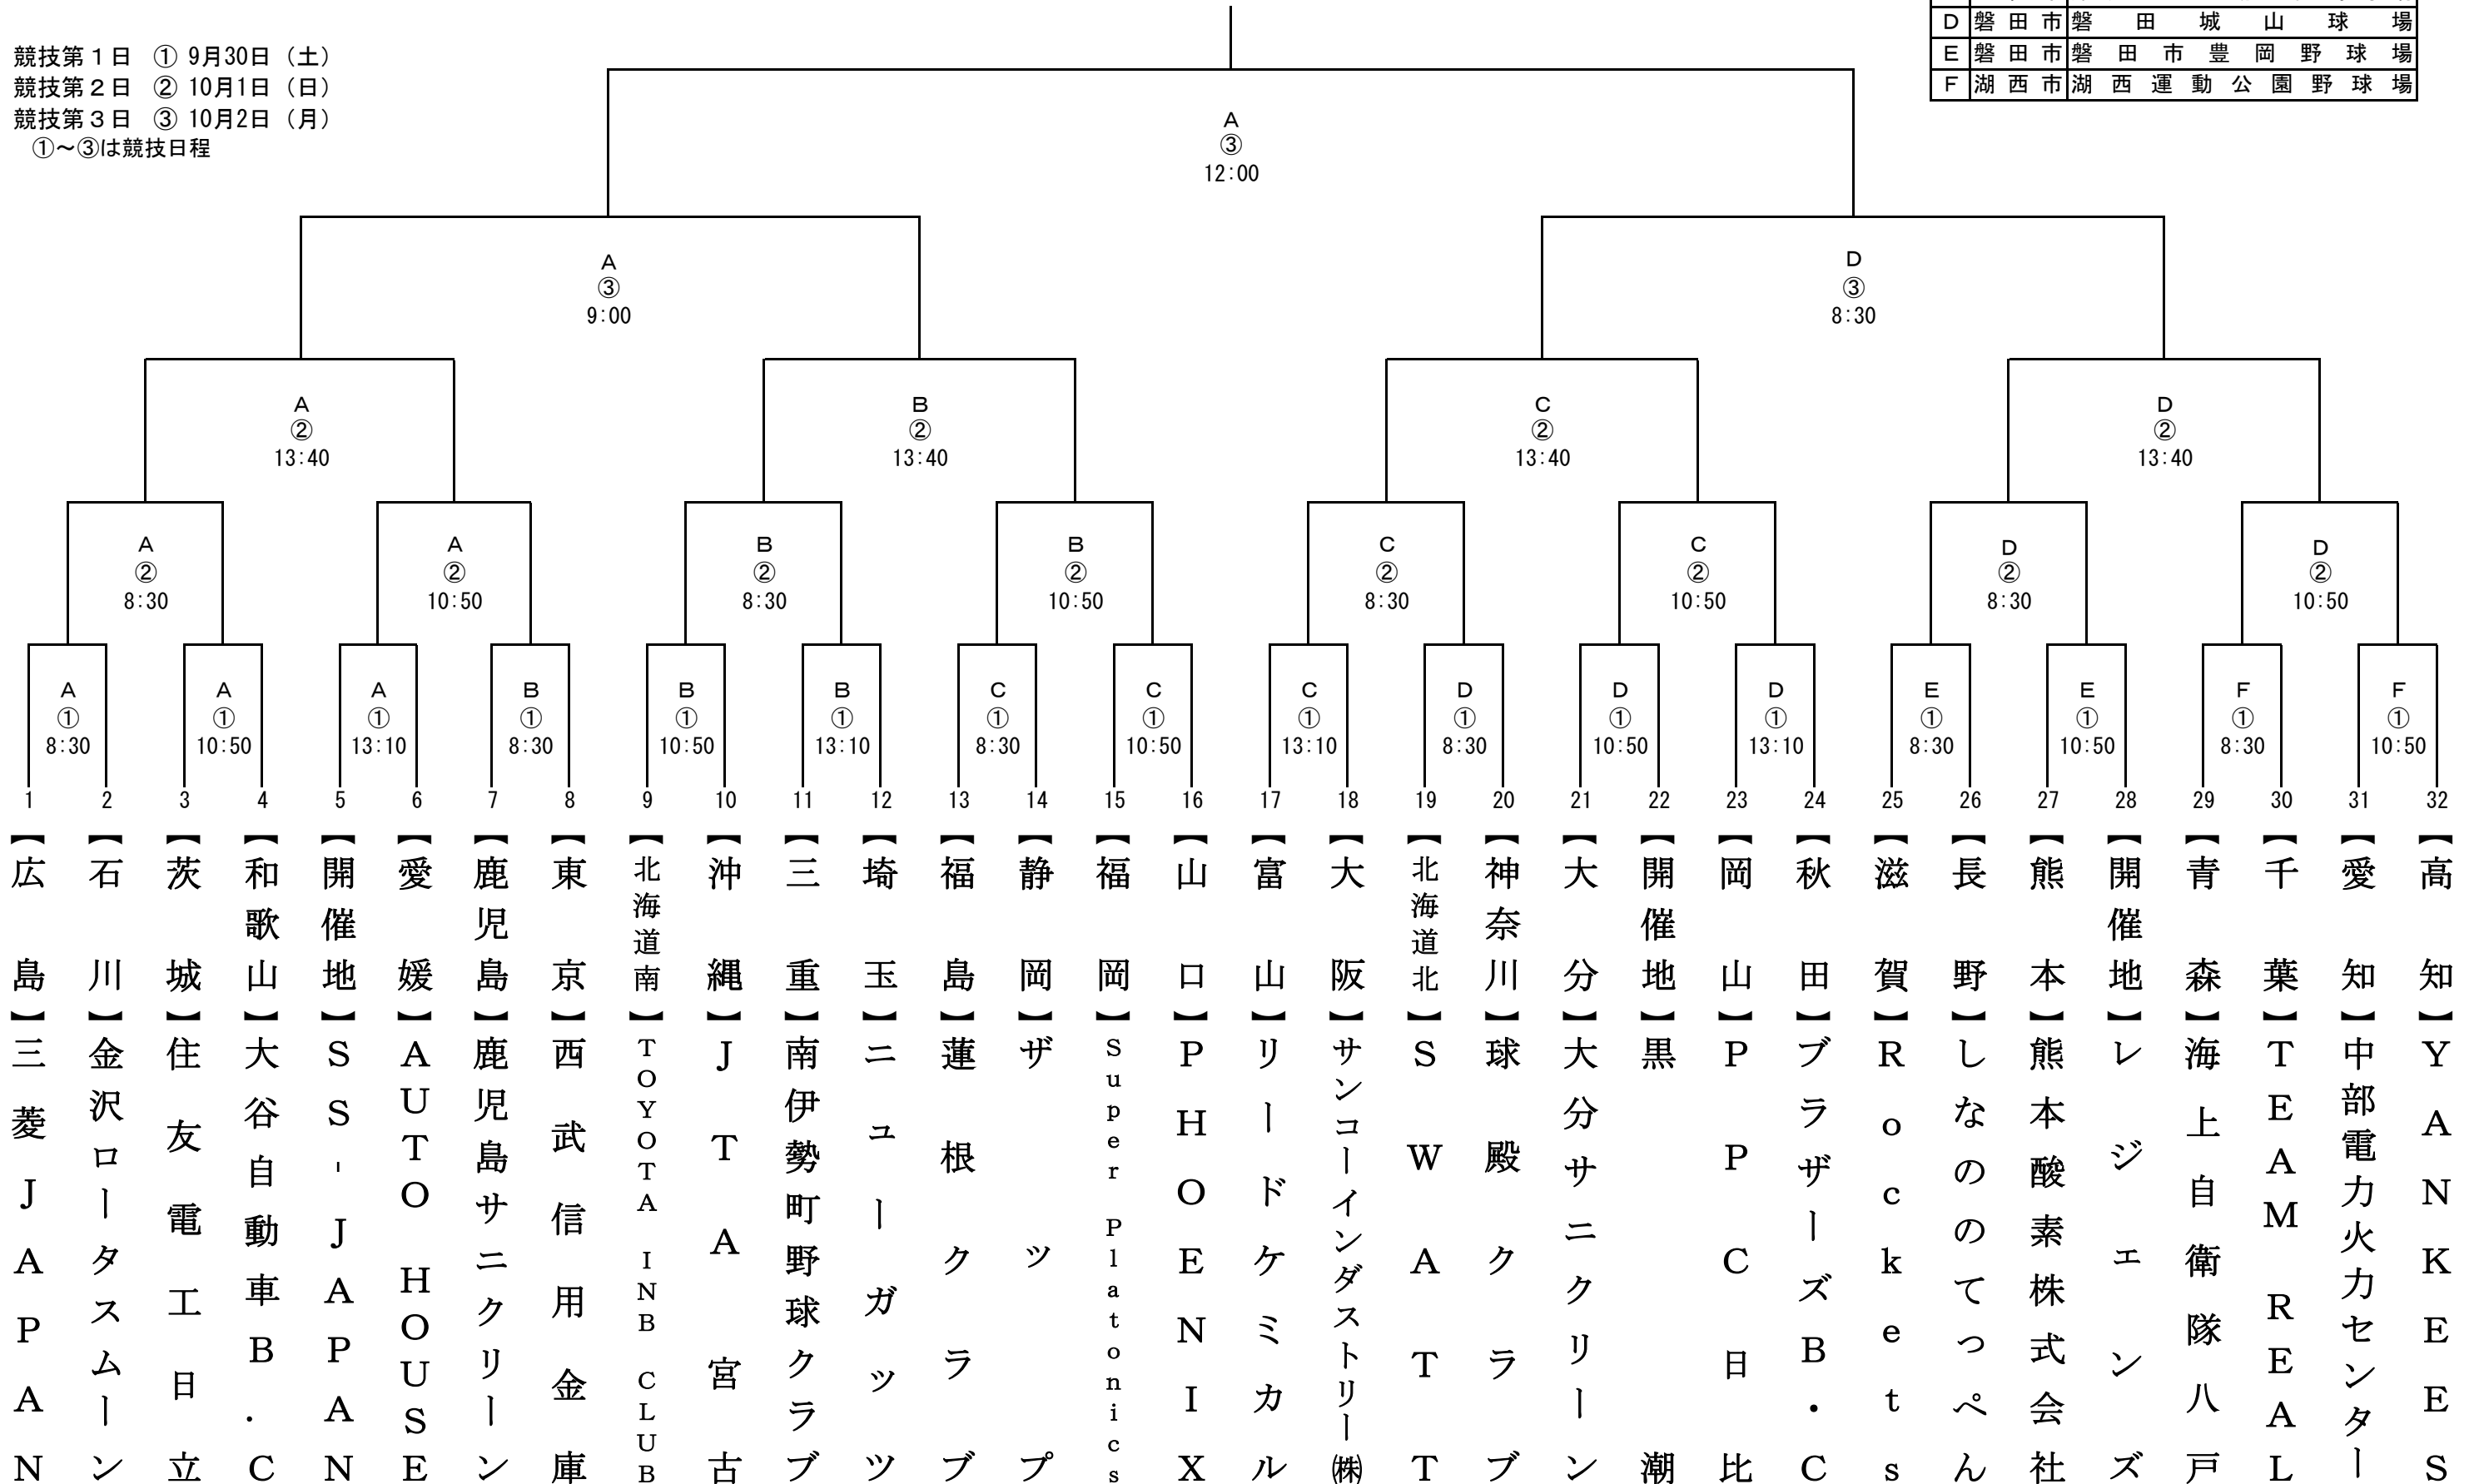 D 磐田市 磐田城山球場
E 磐田市 磐田市豊岡野球場
F 湖西市 湖西運動公園野球場
競技第１日　① 9月30日（土）
競技第２日　② 10月1日（日）
競技第３日　③ 10月2日（月）
①～③は競技日程
A
③
12:00
A
③
9:00
D
③
8:30
A
②
13:40
B
②
13:40
C
②
13:40
D
②
13:40
A
②
8:30
A
②
10:50
B
②
8:30
B
②
10:50
C
②
8:30
C
②
10:50
D
②
8:30
D
②
10:50
A
①
8:30
A
①
10:50
A
①
13:10
B
①
8:30
B
①
10:50
B
①
13:10
C
①
8:30
C
①
10:50
C
①
13:10
D
①
8:30
D
①
10:50
D
①
13:10
E
①
8:30
E
①
10:50
F
①
8:30
F
①
10:50
1 2 3 4 5 6 7 8 9 10 11 12 13 14 15 16 17 18 19 20 21 22 23 24 25 26 27 28 29 30 31 32
【広島】三菱JAPAN
【石川】金沢ロータスムーン
【茨城】住友電工日立
【和歌山】大谷自動車B.C
【開催地】SS-JAPAN
【愛媛】AUTO HOUSE
【鹿児島】鹿児島サニクリーン
【東京】西武信用金庫
【北海道南】TOYOTA INB CLUB
【沖縄】JTA宮古
【三重】南伊勢町野球クラブ
【埼玉】ニューガッツ
【福島】蓮根クラブ
【静岡】ザップ
【福岡】Super Platonics
【山口】PHOENIX
【富山】リードケミカル
【大阪】サンコーインダストリー㈱
【北海道北】SWATT
【神奈川】球殿クラブ
【大分】大分サニクリーン
【開催地】黒潮
【岡山】PPC日比
【秋田】ブラザーズB・C
【滋賀】Rockets
【長野】しなののてっぺん
【熊本】熊本酸素株式会社
【開催地】レジェンズ
【青森】海上自衛隊八戸
【千葉】TEAM REAL
【愛知】中部電力火力センター
【高知】YANKEES